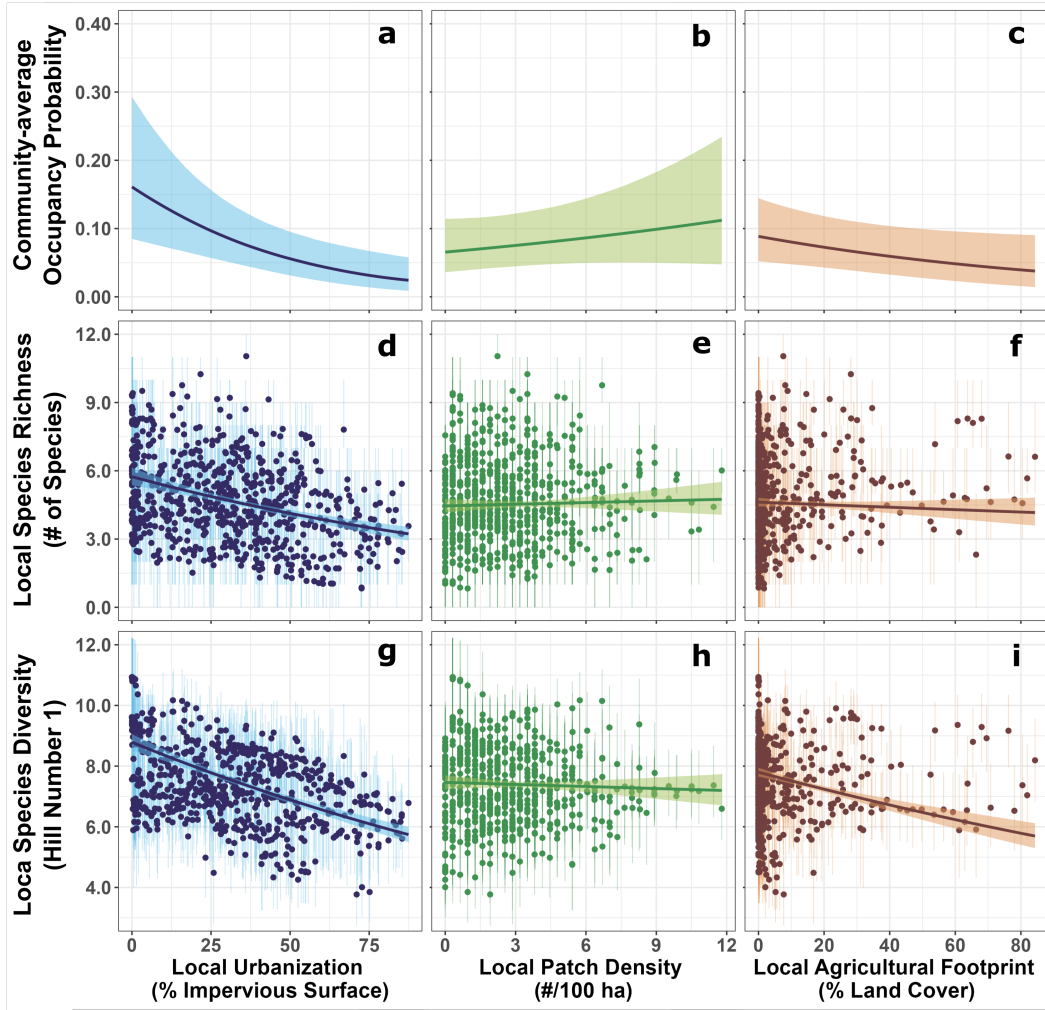 Community-average
Occupancy Probability
0.40
0.30
0.20
0.10
0.00
a
b
c
Local Species Richness
(# of Species)
12.0
9.0
6.0
3.0
0.0
d
e
f
Loca Species Diversity
(Hill Number 1)
12.0
10.0
8.0
6.0
4.0
g
h
i
0 25 50 75
0 3 6 9 12
0 20 40 60 80
Local Urbanization
(% Impervious Surface)
Local Patch Density
(#/100 ha)
Local Agricultural Footprint
(% Land Cover)